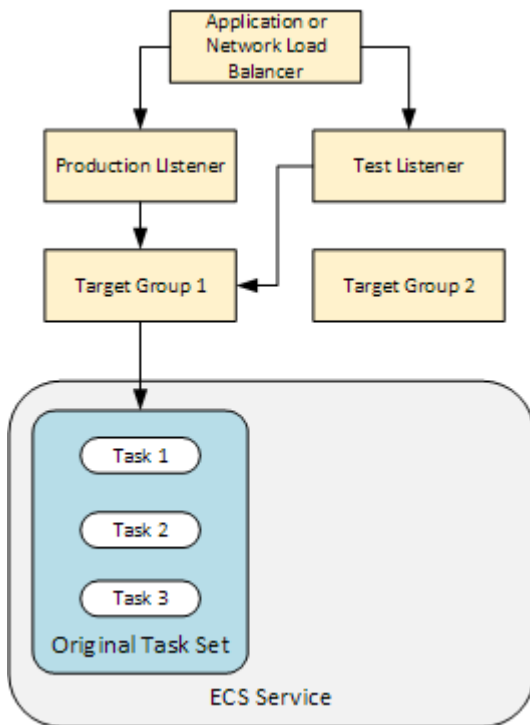 Application or
Network Load
Balancer
Production LIstener
Test Listener
Target Group 1
Target Group 2
Task 1
Task 2
Task 3
Original Task Set
ECS Service